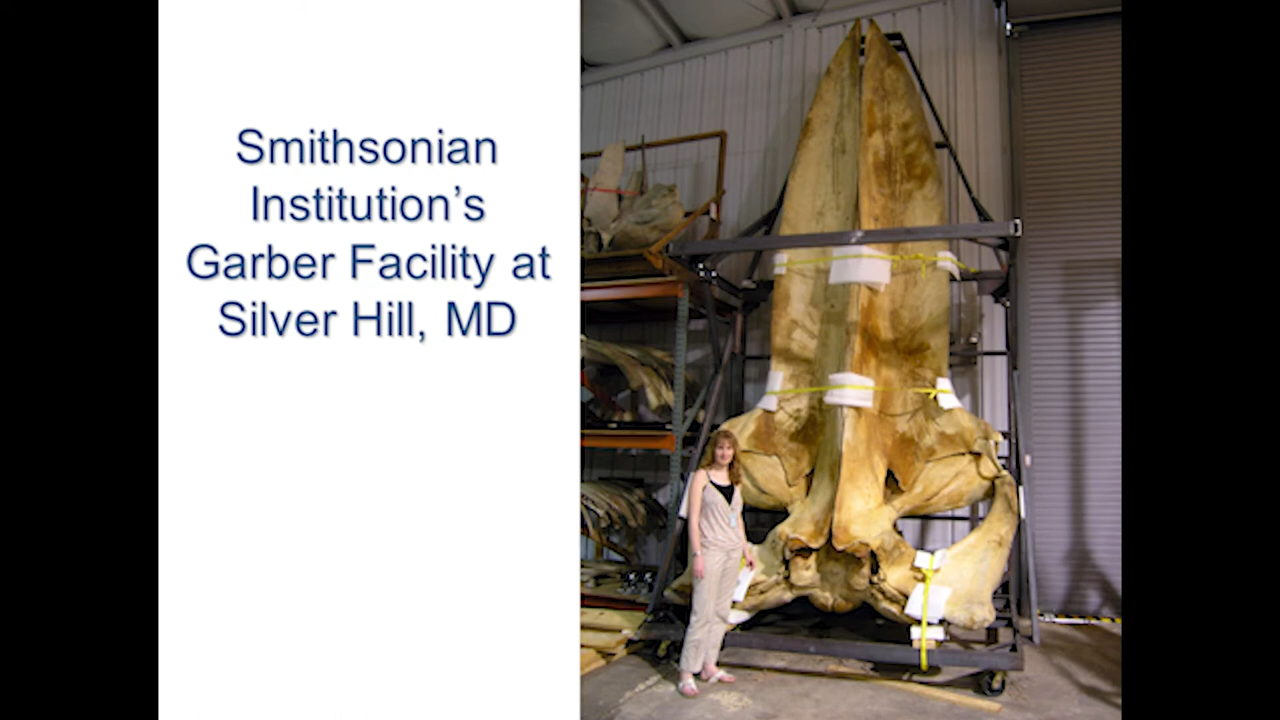 Smithsonian
Institution’s
Garber Facility at
Silver Hill, MD